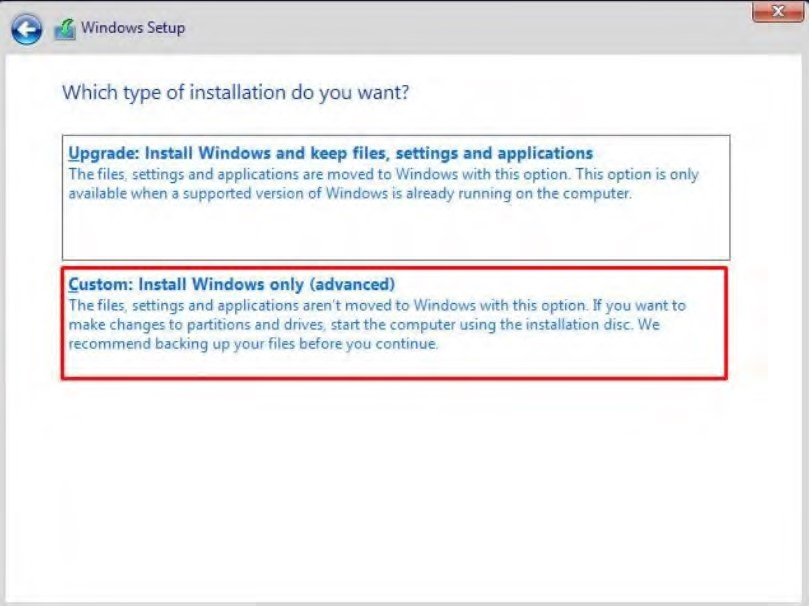 Windows Setup
Which type of installation do you want?
Upgrade: Install Windows and keep files, settings and applications
The files, settings and applications are moved to Windows with this option. This option is only
available when a supported version of Windows is already running on the computer.
Custom: Install Windows only (advanced)
The files, settings and applications aren't moved to Windows with this option. If you want to
make changes to partitions and drives, start the computer using the installation disc. We
recommend backing up your files before you continue.